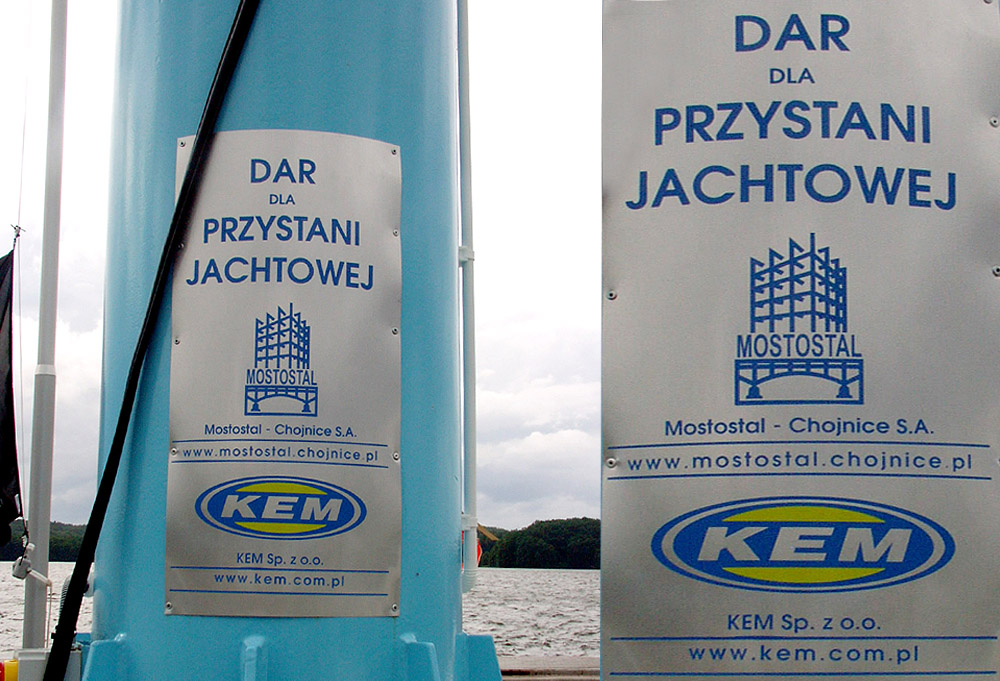 DAR
DLA
PRZYSTANI
JACHTOWEJ
MOSTOSTAL
Mostostal - Chojnice S.A.
www.mostostal.chojnice.pl
KEM
KEM Sp. z o.o.
www.kem.com.pl
DAR
DLA
PRZYSTANI
JACHTOWEJ
MOSTOSTAL
Mostostal - Chojnice S.A.
www.mostostal.chojnice.pl
KEM
KEM Sp. z o.o.
www.kem.com.pl